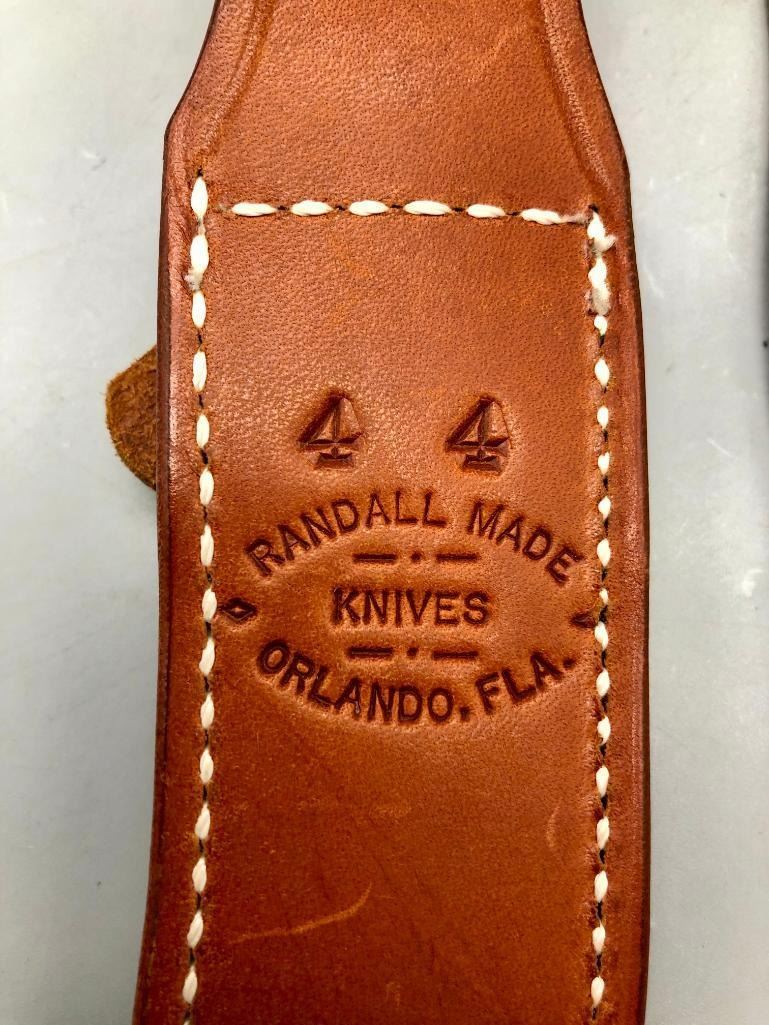 4 4
RANDALL MADE
KNIVES
ORLANDO, FLA.